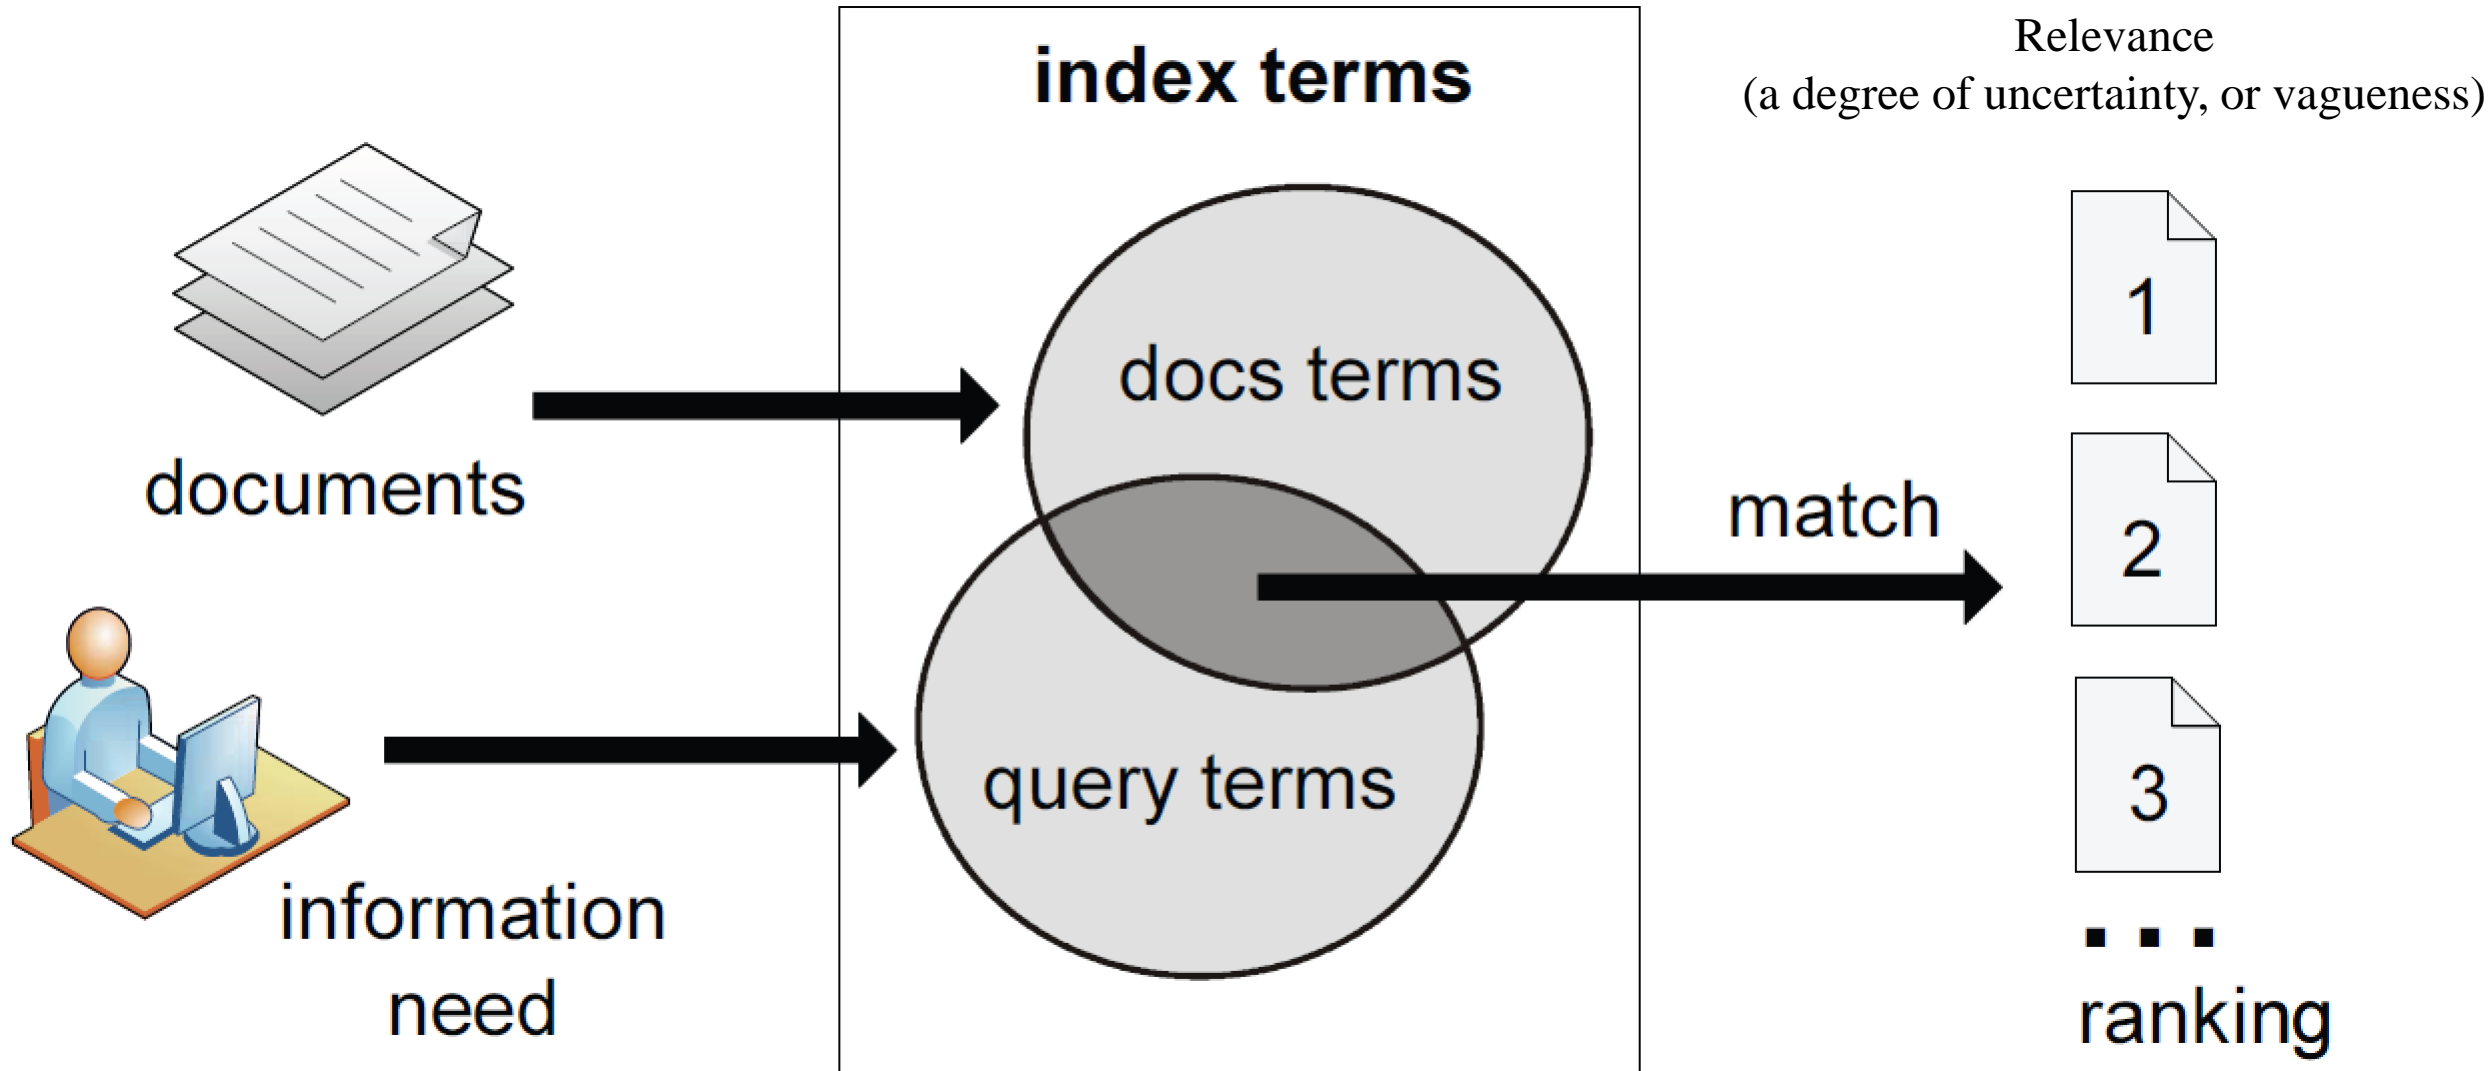 index terms
Relevance
(a degree of uncertainty, or vagueness)
documents
docs terms
match
1
2
3
information
need
query terms
...
ranking